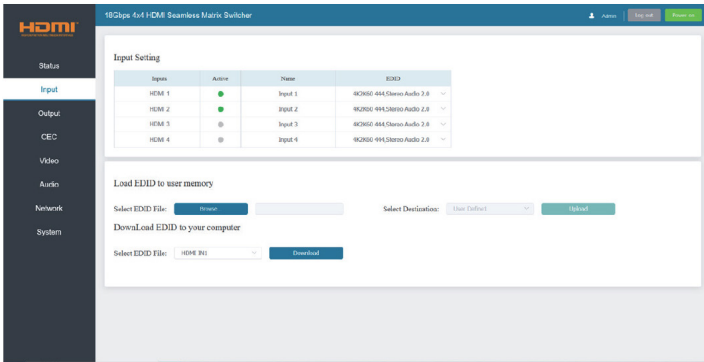 HDMI
18Gbps 4x4 HDMI Seamless Matrix Switcher
Admin
Log out
Power on
Status
Input
Output
CEC
Video
Audio
Network
System
Input Setting
Inputs Active Name EDID
HDMI 1 Input 1 4K2K60 444,Stereo Audio 2.0
HDMI 2 Input 2 4K2K60 444,Stereo Audio 2.0
HDMI 3 Input 3 4K2K60 444,Stereo Audio 2.0
HDMI 4 Input 4 4K2K60 444,Stereo Audio 2.0
Load EDID to user memory
Select EDID File: Browse Select Destination: User Defined Upload
DownLoad EDID to your computer
Select EDID File: HDMI IN1 Download